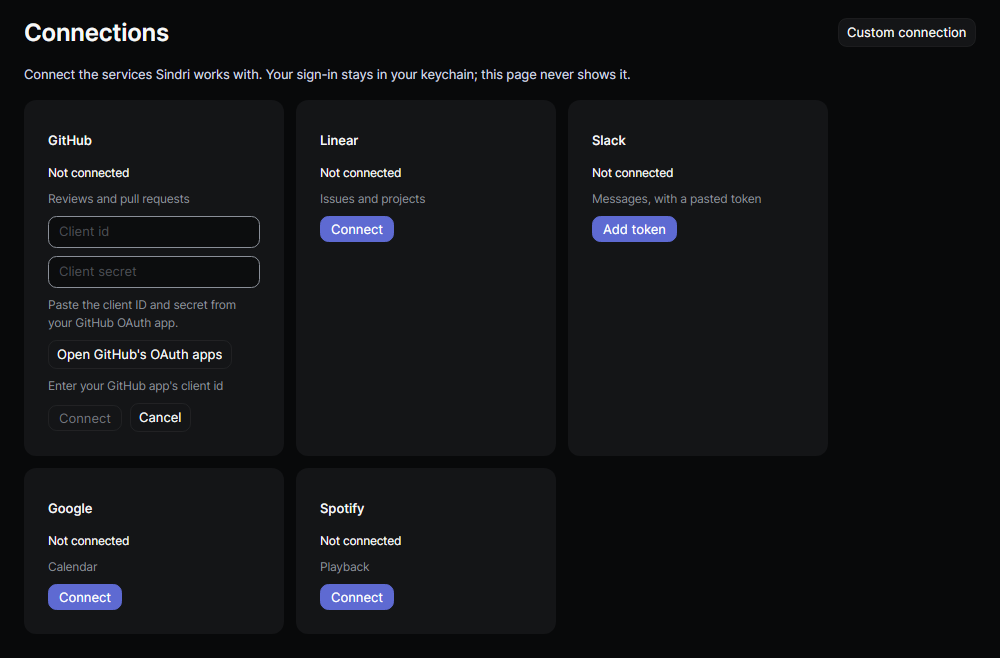 Connections
Custom connection
Connect the services Sindri works with. Your sign-in stays in your keychain; this page never shows it.
GitHub
Not connected
Reviews and pull requests
Client id
Client secret
Paste the client ID and secret from
your GitHub OAuth app.
Open GitHub's OAuth apps
Enter your GitHub app's client id
Connect
Cancel
Linear
Not connected
Issues and projects
Connect
Slack
Not connected
Messages, with a pasted token
Add token
Google
Not connected
Calendar
Connect
Spotify
Not connected
Playback
Connect